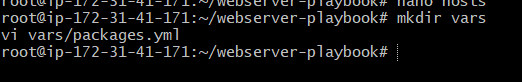 root@ip-172-31-41-171:~/webserver-playbook# nano hosts
root@ip-172-31-41-171:~/webserver-playbook# mkdir vars
vi vars/packages.yml
root@ip-172-31-41-171:~/webserver-playbook#